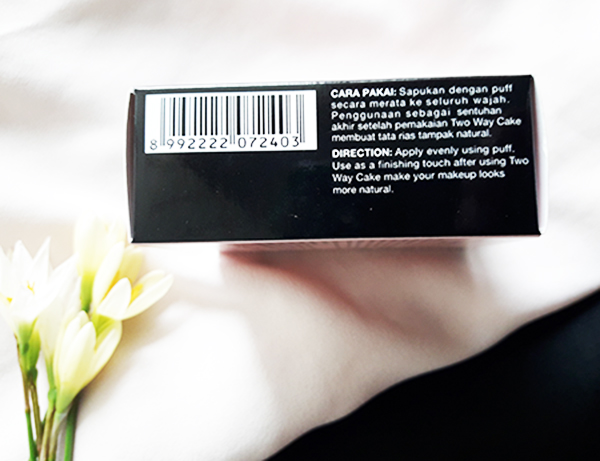 8 992222 072403
CARA PAKAI: Sapukan dengan puff
secara merata ke seluruh wajah.
Penggunaan sebagai sentuhan
akhir setelah pemakaian Two Way Cake
membuat tata rias tampak natural.
DIRECTION: Apply evenly using puff.
Use as a finishing touch after using Two
Way Cake make your makeup looks
more natural.